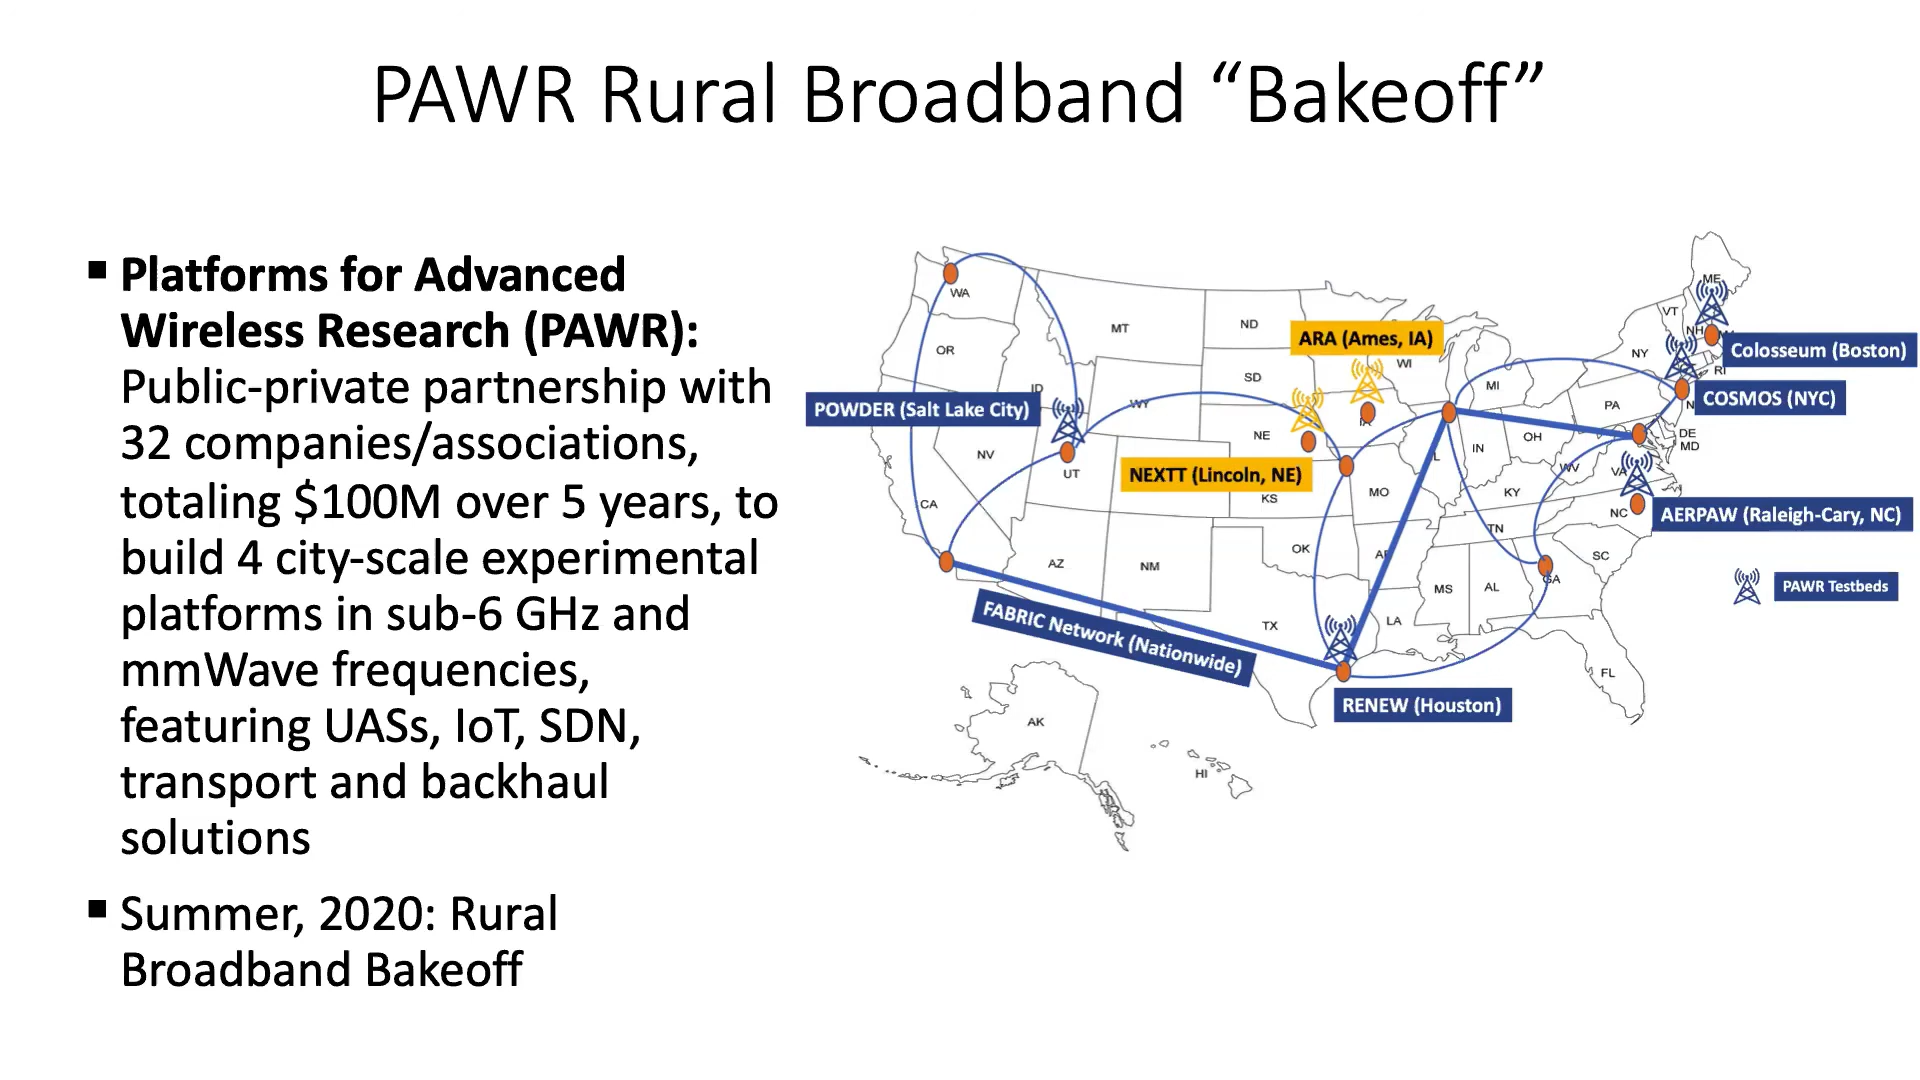 PAWR Rural Broadband “Bakeoff”
▪ Platforms for Advanced
Wireless Research (PAWR):
Public-private partnership with
32 companies/associations,
totaling $100M over 5 years, to
build 4 city-scale experimental
platforms in sub-6 GHz and
mmWave frequencies,
featuring UASs, IoT, SDN,
transport and backhaul
solutions
▪ Summer, 2020: Rural
Broadband Bakeoff
ME
WA
VT
MT
ND
NH
ARA (Ames, IA)
OR
NY
Colosseum (Boston)
WI
RI
SD
MI
ID
POWDER (Salt Lake City)
WY
COSMOS (NYC)
PA
IA
NE
OH
DE
MD
NV
IN
UT
NEXTT (Lincoln, NE)
WV
VA
KS
MO
KY
CA
NC
AERPAW (Raleigh-Cary, NC)
TN
OK
SC
AZ
NM
GA
MS
AL
PAWR Testbeds
FABRIC Network (Nationwide)
TX
LA
FL
RENEW (Houston)
AK
HI